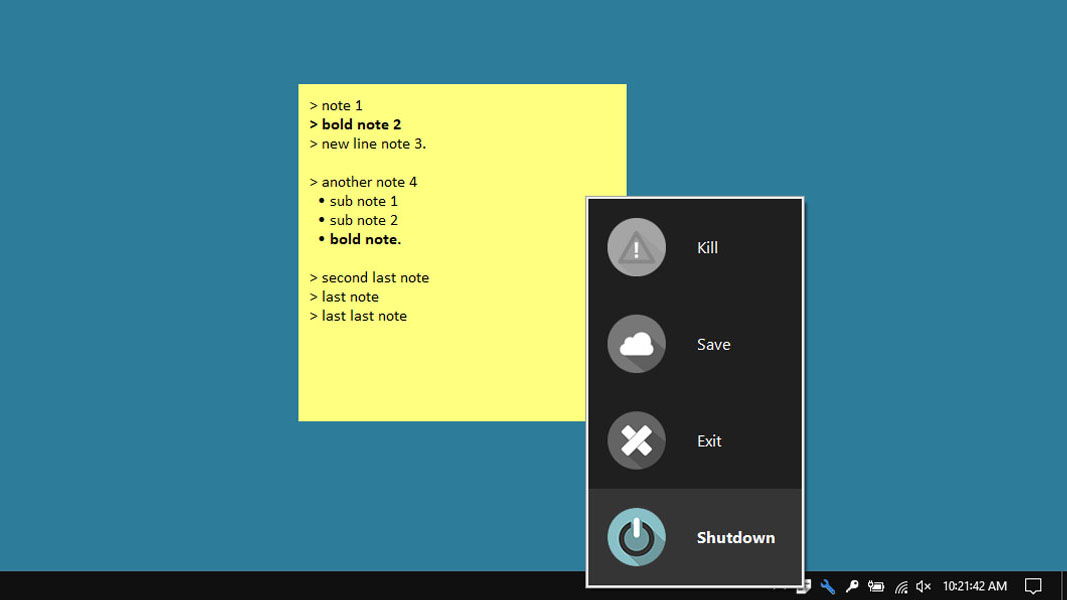 > note 1
> bold note 2
> new line note 3.
> another note 4
• sub note 1
• sub note 2
• bold note.
> second last note
> last note
> last last note
Kill
Save
Exit
Shutdown
10:21:42 AM